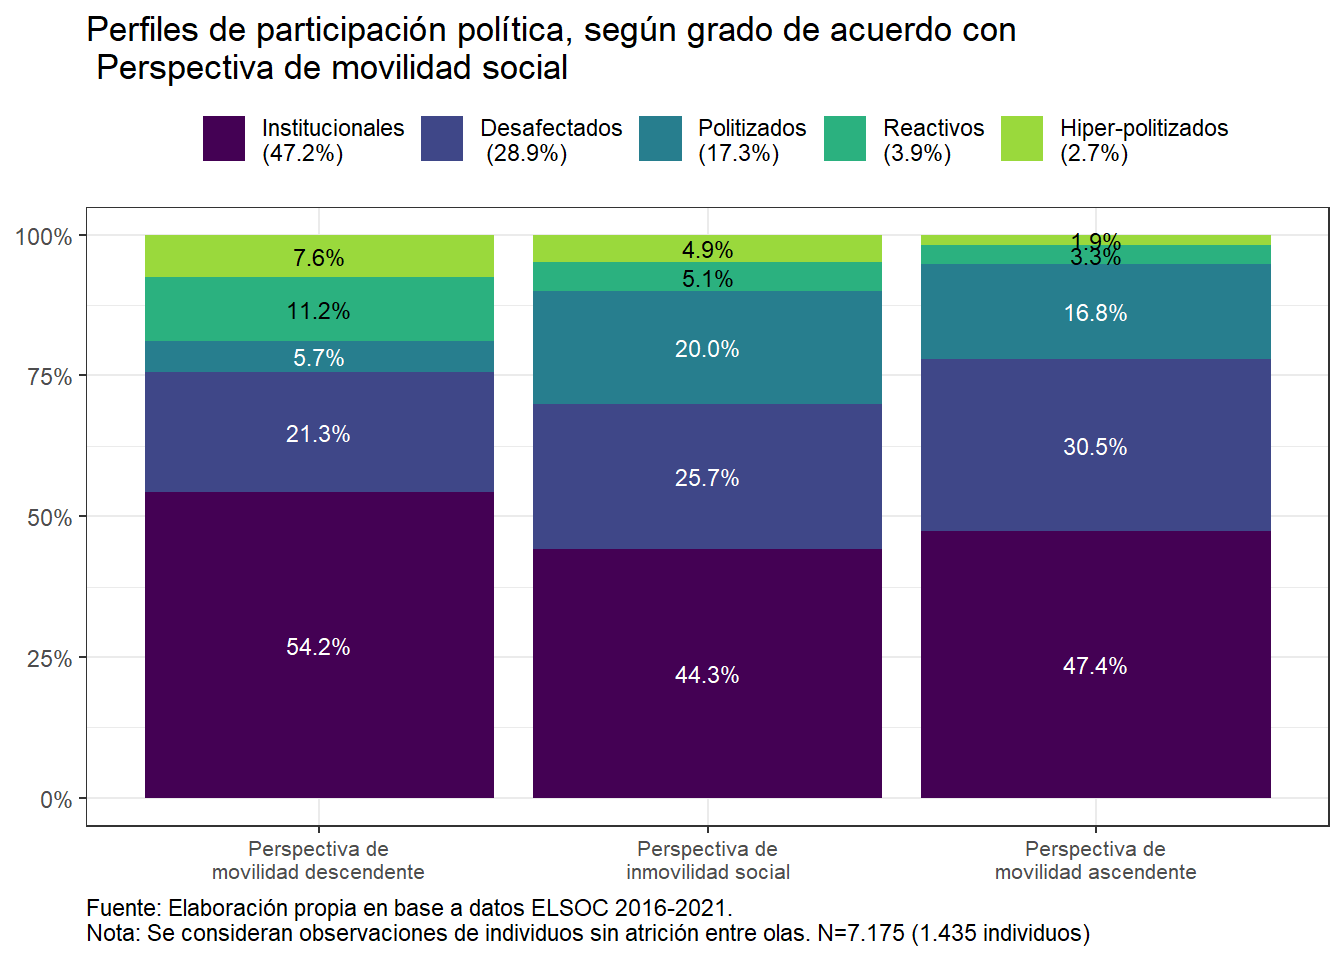 Perfiles de participación política, según grado de acuerdo con
Perspectiva de movilidad social
Institucionales
(47.2%)
Desafectados
(28.9%)
Politizados
(17.3%)
Reactivos
(3.9%)
Hiper-politizados
(2.7%)
100%
75%
50%
25%
0%
7.6%
11.2%
5.7%
21.3%
54.2%
4.9%
5.1%
20.0%
25.7%
44.3%
1.9%
3.3%
16.8%
30.5%
47.4%
Perspectiva de
movilidad descendente
Perspectiva de
inmovilidad social
Perspectiva de
movilidad ascendente
Fuente: Elaboración propia en base a datos ELSOC 2016-2021.
Nota: Se consideran observaciones de individuos sin atrición entre olas. N=7.175 (1.435 individuos)